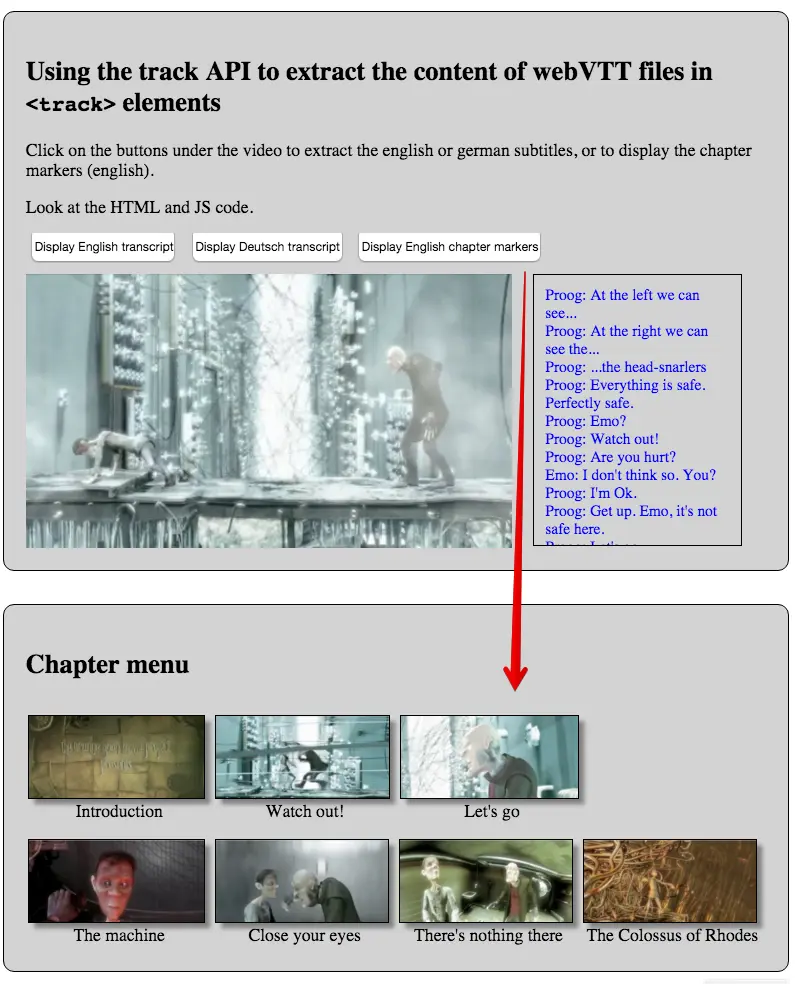 Using the track API to extract the content of webVTT files in
<track> elements
Click on the buttons under the video to extract the english or german subtitles, or to display the chapter
markers (english).
Look at the HTML and JS code.
Display English transcript
Display Deutsch transcript
Display English chapter markers
Proog: At the left we can
see...
Proog: At the right we can
see the...
Proog: ...the head-snarlers
Proog: Everything is safe.
Perfectly safe.
Proog: Emo?
Proog: Watch out!
Proog: Are you hurt?
Emo: I don't think so. You?
Proog: I'm Ok.
Proog: Get up. Emo, it's not
safe here.
Chapter menu
Introduction
Watch out!
Let's go
The machine
Close your eyes
There's nothing there
The Colossus of Rhodes